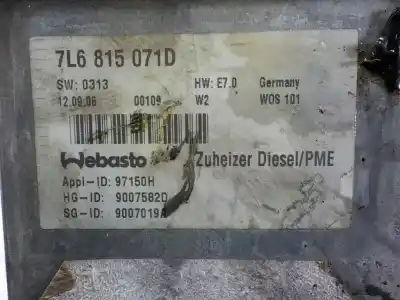 7L6 815 071D
SW: 0313 HW: E7.0 Germany
12.09.06 00109 W2 WOS 101
Webasto Zuheizer Diesel/PME
Appl-ID: 97150H
HG-ID: 9007582D
SG-ID: 9007019A